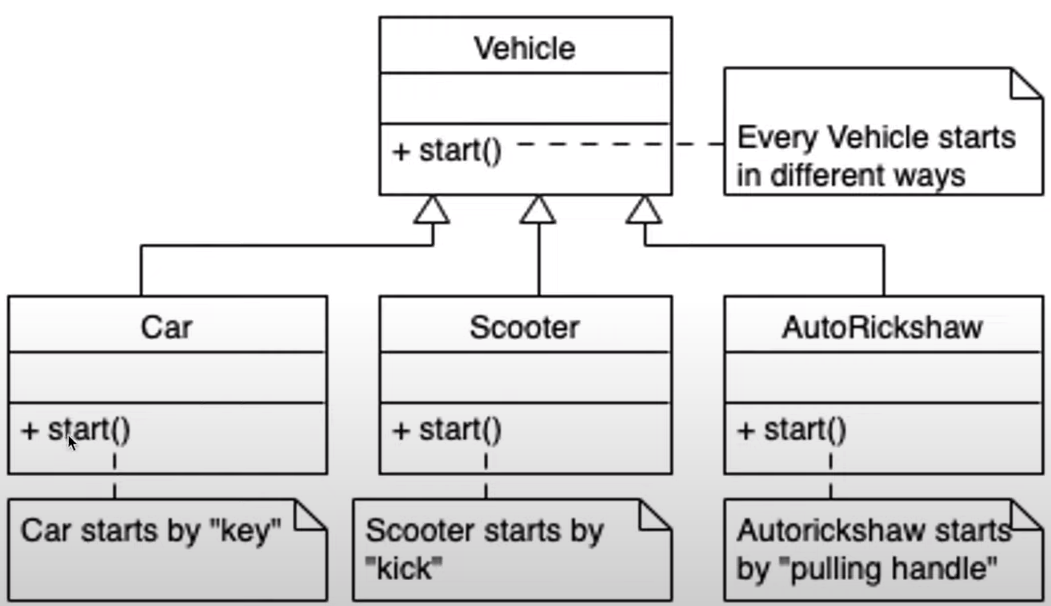 Vehicle
+ start()
Every Vehicle starts
in different ways
Car
+ start()
Car starts by "key"
Scooter
+ start()
Scooter starts by
"kick"
AutoRickshaw
+ start()
Autorickshaw starts
by "pulling handle"